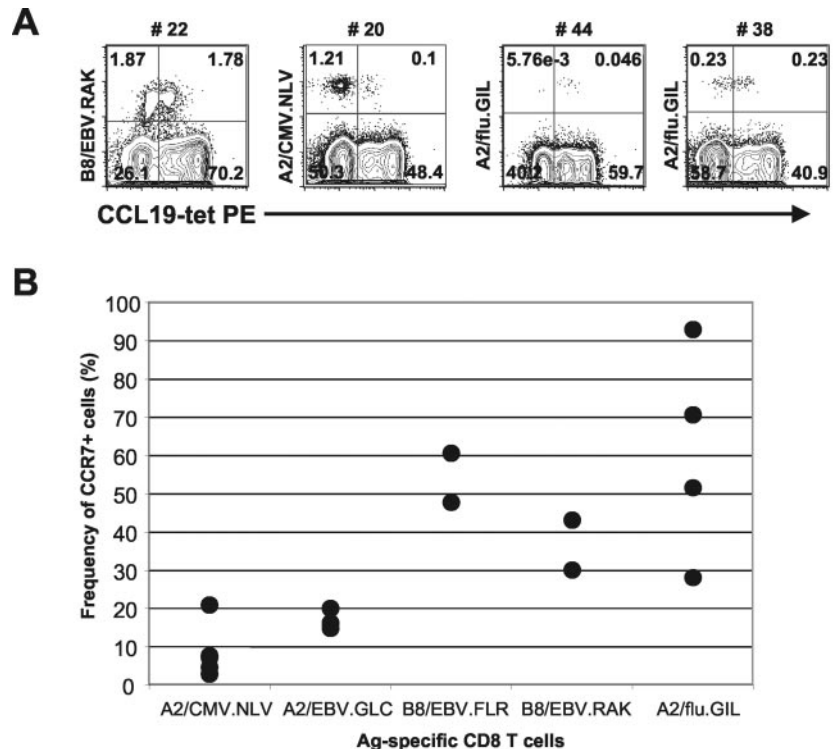 A
# 22
# 20
# 44
# 38
B8/EBV.RAK
1.87
1.78
26.1
70.2
A2/CMV.NLV
1.21
0.1
50.3
48.4
A2/flu.GIL
5.76e-3
0.046
40.2
59.7
A2/flu.GIL
0.23
0.23
58.7
40.9
CCL19-tet PE
B
Frequency of CCR7+ cells (%)
100
90
80
70
60
50
40
30
20
10
0
A2/CMV.NLV
A2/EBV.GLC
B8/EBV.FLR
B8/EBV.RAK
A2/flu.GIL
Ag-specific CD8 T cells